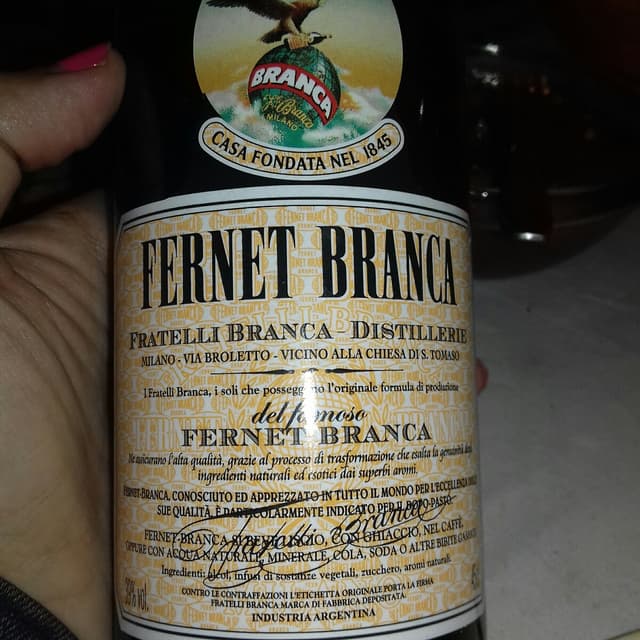 BRANCA
MILANO
CASA FONDATA NEL 1845
FERNET BRANCA
FRATELLI BRANCA - DISTILLERIE
MILANO - VIA BROLETTO - VICINO ALLA CHIESA DI S. TOMASO
I Fratelli Branca, i soli che posseggono l'originale formula di produzione
del famoso
FERNET BRANCA
Ne assicurano l'alta qualità, grazie al processo di trasformazione che esalta la genuinità degli
ingredienti naturali ed esotici dai superbi aromi.
FERNET-BRANCA, CONOSCIUTO ED APPREZZATO IN TUTTO IL MONDO PER L'ECCELLENZA DELLE
SUE QUALITÀ, È PARTICOLARMENTE INDICATO PER IL DOPO PASTO.
Fratelli Branca
FERNET-BRANCA SI BEVE LISCIO, CON GHIACCIO, NEL CAFFÈ,
OPPURE CON ACQUA NATURALE, MINERALE, COLA, SODA O ALTRE BIBITE GASSATE
Ingredienti: alcol, infusi di sostanze vegetali, zucchero, aromi naturali.
CONTRO LE CONTRAFFAZIONI L'ETICHETTA ORIGINALE PORTA LA FIRMA
FRATELLI BRANCA MARCA DI FABBRICA DEPOSITATA.
INDUSTRIA ARGENTINA